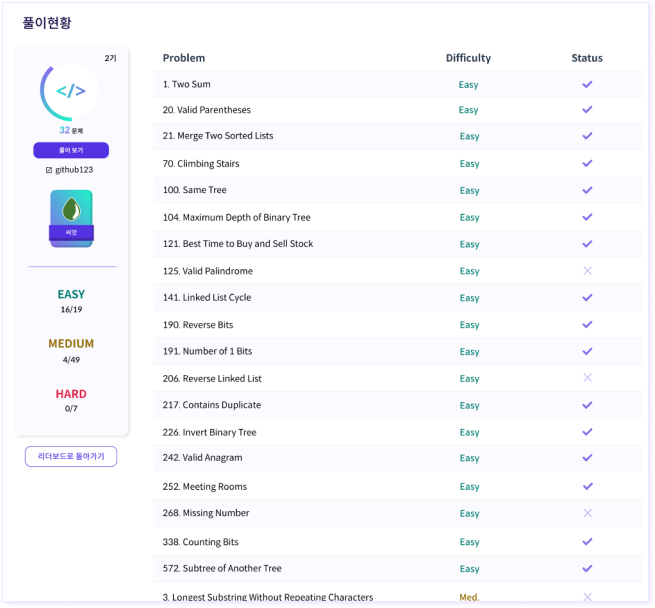 풀이현황
2기
</>
32 문제
풀이 보기
github123
씨앗
EASY
16/19
MEDIUM
4/49
HARD
0/7
리더보드로 돌아가기
Problem Difficulty Status
1. Two Sum Easy
20. Valid Parentheses Easy
21. Merge Two Sorted Lists Easy
70. Climbing Stairs Easy
100. Same Tree Easy
104. Maximum Depth of Binary Tree Easy
121. Best Time to Buy and Sell Stock Easy
125. Valid Palindrome Easy
141. Linked List Cycle Easy
190. Reverse Bits Easy
191. Number of 1 Bits Easy
206. Reverse Linked List Easy
217. Contains Duplicate Easy
226. Invert Binary Tree Easy
242. Valid Anagram Easy
252. Meeting Rooms Easy
268. Missing Number Easy
338. Counting Bits Easy
572. Subtree of Another Tree Easy
3. Longest Substring Without Repeating Characters Med.